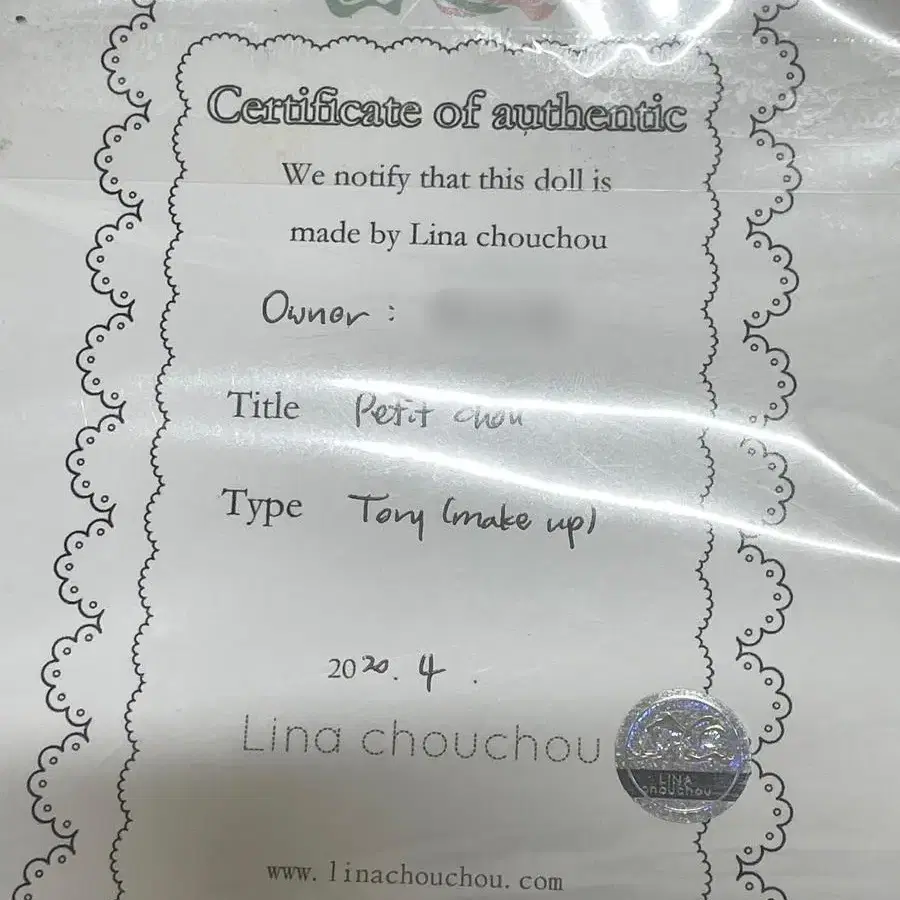 Certificate of authentic
We notify that this doll is
made by Lina chouchou
Owner :
Title Petit chou
Type Tory (make up)
2020. 4 .
Lina chouchou
LINA
chouchou
www.linachouchou.com